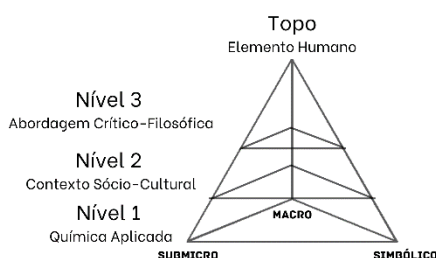 Topo
Elemento Humano
Nível 3
Abordagem Crítico-Filosófica
Nível 2
Contexto Sócio-Cultural
Nível 1
Química Aplicada
MACRO
SUBMICRO
SIMBÓLICO